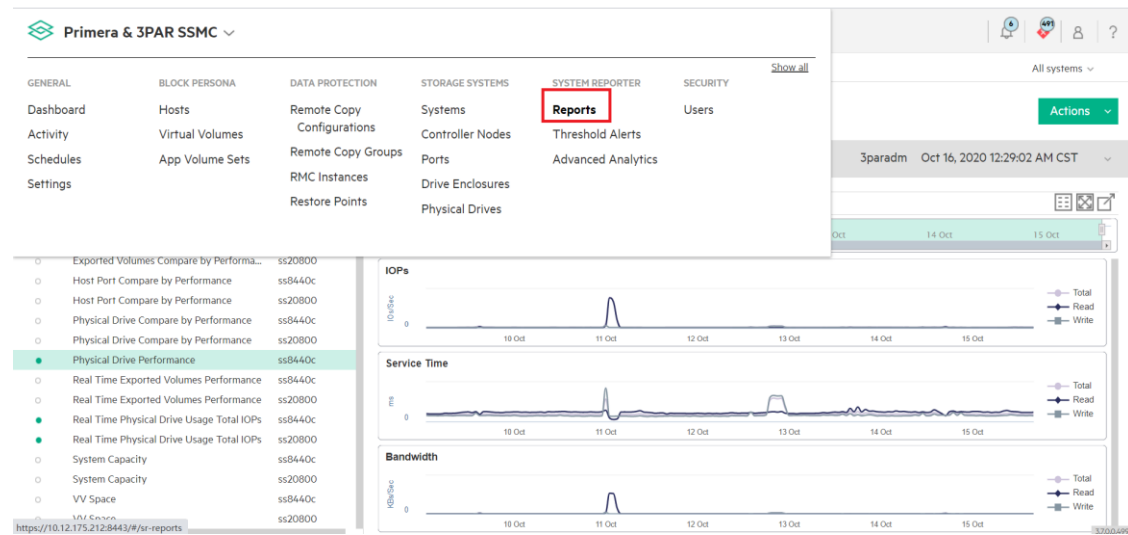 Primera & 3PAR SSMC
6
491
?
Show all
All systems
GENERAL
Dashboard
Activity
Schedules
Settings
BLOCK PERSONA
Hosts
Virtual Volumes
App Volume Sets
DATA PROTECTION
Remote Copy
Configurations
Remote Copy Groups
RMC Instances
Restore Points
STORAGE SYSTEMS
Systems
Controller Nodes
Ports
Drive Enclosures
Physical Drives
SYSTEM REPORTER
Reports
Threshold Alerts
Advanced Analytics
SECURITY
Users
Actions
3paradm Oct 16, 2020 12:29:02 AM CST
Oct 14 Oct 15 Oct
Exported Volumes Compare by Performa... ss20800
Host Port Compare by Performance ss8440c
Host Port Compare by Performance ss20800
Physical Drive Compare by Performance ss8440c
Physical Drive Compare by Performance ss20800
Physical Drive Performance ss8440c
Real Time Exported Volumes Performance ss8440c
Real Time Exported Volumes Performance ss20800
Real Time Physical Drive Usage Total IOPs ss8440c
Real Time Physical Drive Usage Total IOPs ss20800
System Capacity ss8440c
System Capacity ss20800
VV Space ss8440c
VV Space ss20800
https://10.12.175.212:8443/#/sr-reports
IOPs
IOs/Sec
0
10 Oct 11 Oct 12 Oct 13 Oct 14 Oct 15 Oct
Total
Read
Write
Service Time
ms
0
10 Oct 11 Oct 12 Oct 13 Oct 14 Oct 15 Oct
Total
Read
Write
Bandwidth
KBs/Sec
0
10 Oct 11 Oct 12 Oct 13 Oct 14 Oct 15 Oct
Total
Read
Write